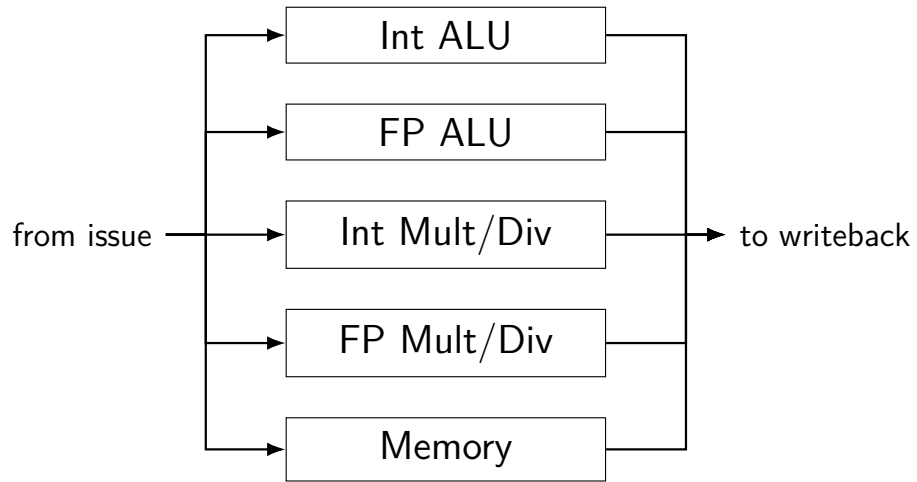 Int ALU
FP ALU
from issue
Int Mult/Div
to writeback
FP Mult/Div
Memory